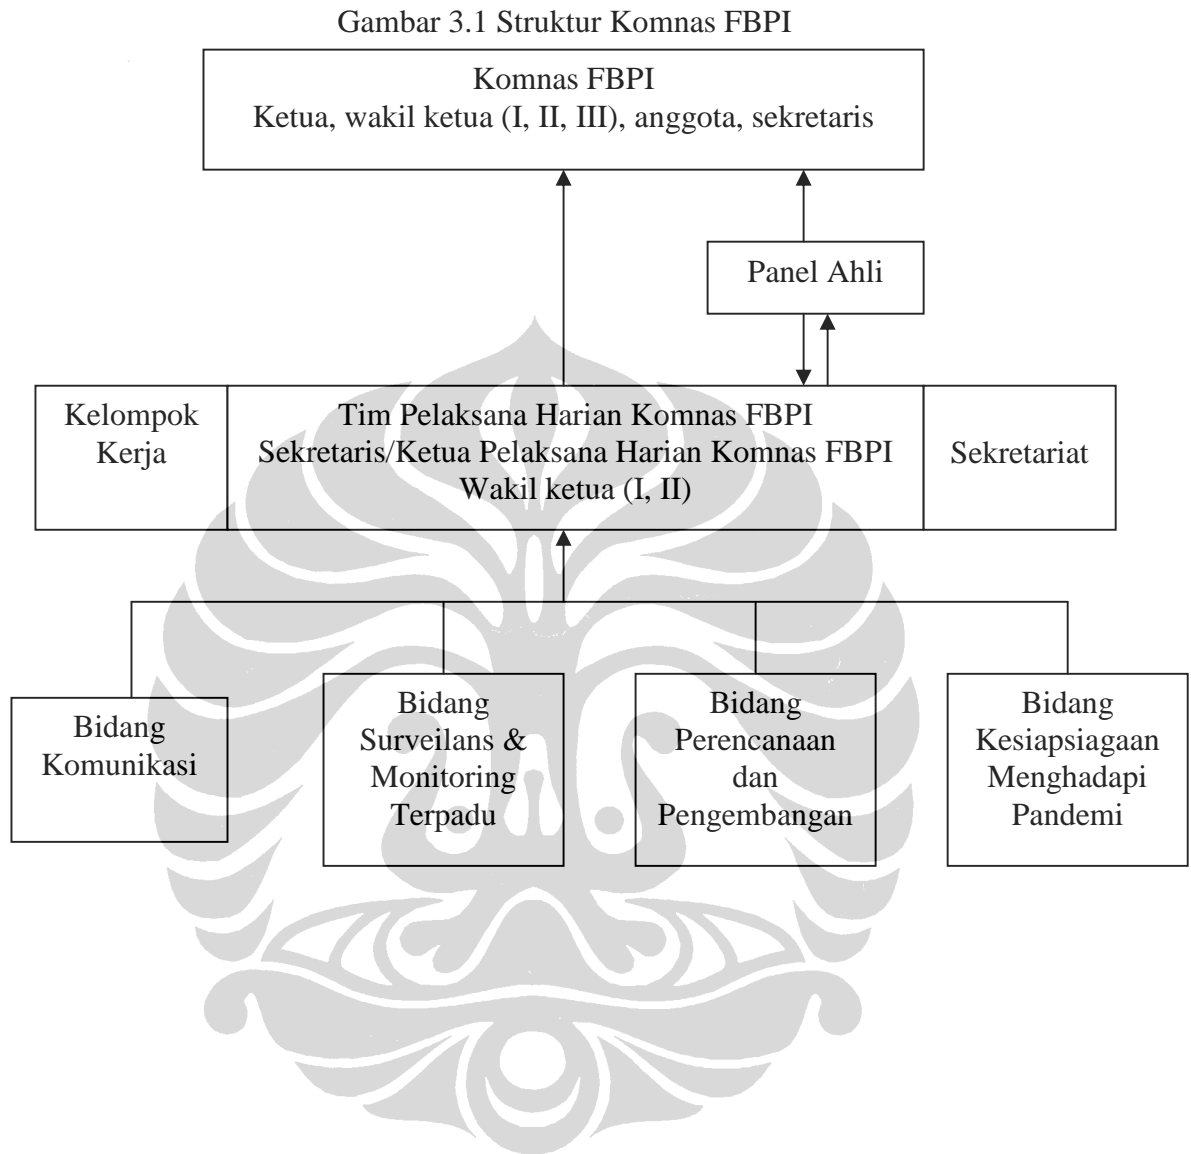 Gambar 3.1 Struktur Komnas FBPI
Komnas FBPI
Ketua, wakil ketua (I, II, III), anggota, sekretaris
Panel Ahli
Kelompok
Kerja
Tim Pelaksana Harian Komnas FBPI
Sekretaris/Ketua Pelaksana Harian Komnas FBPI
Wakil ketua (I, II)
Sekretariat
Bidang
Komunikasi
Bidang
Surveilans &
Monitoring
Terpadu
Bidang
Perencanaan
dan
Pengembangan
Bidang
Kesiapsiagaan
Menghadapi
Pandemi